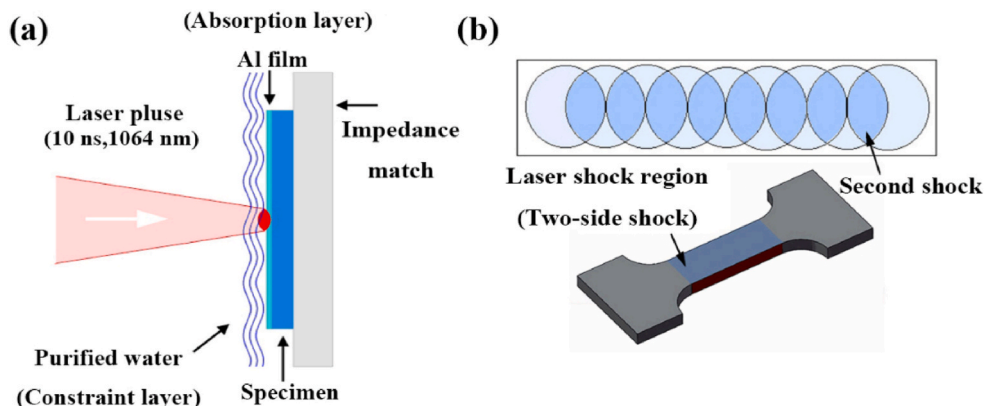 (a)
(Absorption layer)
Al film
Laser pluse
(10 ns,1064 nm)
Impedance
match
Purified water
(Constraint layer)
Specimen
(b)
Laser shock region
(Two-side shock)
Second shock